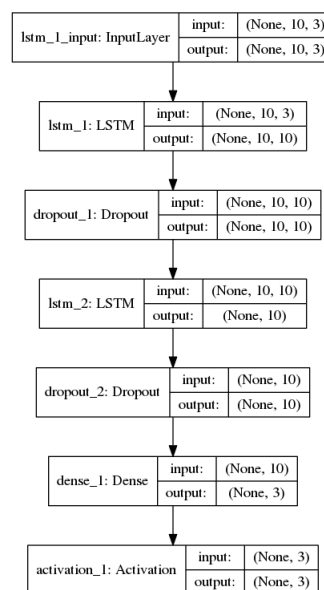 lstm_1_input: InputLayer input: (None, 10, 3)
output: (None, 10, 3)
lstm_1: LSTM input: (None, 10, 3)
output: (None, 10, 10)
dropout_1: Dropout input: (None, 10, 10)
output: (None, 10, 10)
lstm_2: LSTM input: (None, 10, 10)
output: (None, 10)
dropout_2: Dropout input: (None, 10)
output: (None, 10)
dense_1: Dense input: (None, 10)
output: (None, 3)
activation_1: Activation input: (None, 3)
output: (None, 3)